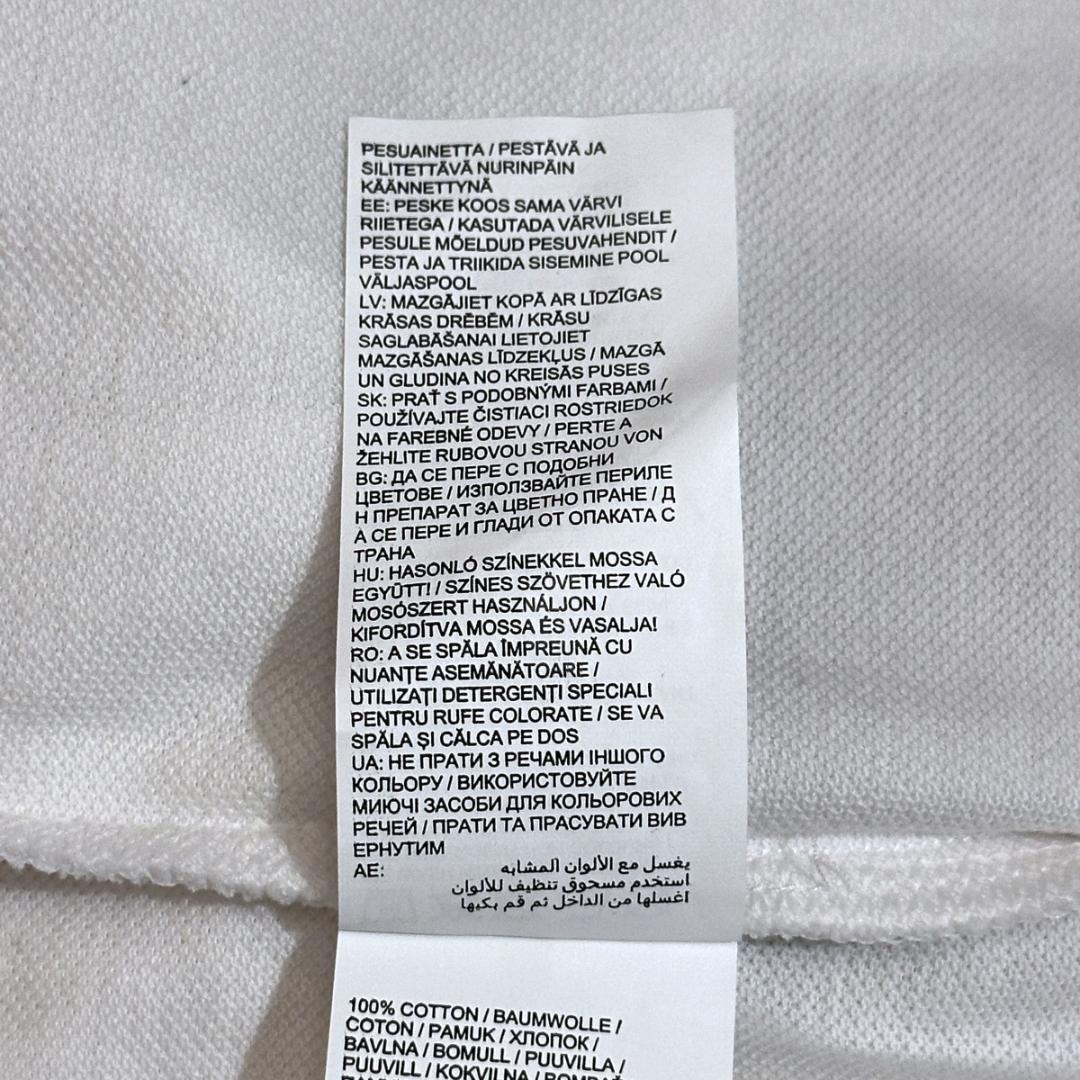 PESUAINETTA / PESTÄVÄ JA
SILITETTÄVÄ NURINPÄIN
KÄÄNNETTYNÄ
EE: PESKE KOOS SAMA VÄRVI
RIIETEGA / KASUTADA VÄRVILISELE
PESULE MÕELDUD PESUVAHENDIT /
PESTA JA TRIIKIDA SISEMINE POOL
VÄLJASPOOL
LV: MAZGĀJIET KOPĀ AR LĪDZĪGAS
KRĀSAS DRĒBĒM / KRĀSU
SAGLABĀŠANAI LIETOJIET
MAZGĀŠANAS LĪDZEKĻUS / MAZGĀ
UN GLUDINA NO KREISĀS PUSES
SK: PRAŤ S PODOBNÝMI FARBAMI /
POUŽÍVAJTE ČISTIACI ROSTRIEDOK
NA FAREBNÉ ODEVY / PERTE A
ŽEHLITE RUBOVOU STRANOU VON
BG: ДА СЕ ПЕРЕ С ПОДОБНИ
ЦВЕТОВЕ / ИЗПОЛЗВАЙТЕ ПЕРИЛЕ
Н ПРЕПАРАТ ЗА ЦВЕТНО ПРАНЕ / Д
А СЕ ПЕРЕ И ГЛАДИ ОТ ОПАКАТА С
ТРАНА
HU: HASONLÓ SZÍNEKKEL MOSSA
EGYÜTT! / SZÍNES SZÖVETHEZ VALÓ
MOSÓSZERT HASZNÁLJON /
KIFORDÍTVA MOSSA ÉS VASALJA!
RO: A SE SPĂLA ÎMPREUNĂ CU
NUANȚE ASEMĂNĂTOARE /
UTILIZAȚI DETERGENȚI SPECIALI
PENTRU RUFE COLORATE / SE VA
SPĂLA ȘI CĂLCA PE DOS
UA: НЕ ПРАТИ З РЕЧАМИ ІНШОГО
КОЛЬОРУ / ВИКОРИСТОВУЙТЕ
МИЮЧІ ЗАСОБИ ДЛЯ КОЛЬОРОВИХ
РЕЧЕЙ / ПРАТИ ТА ПРАСУВАТИ ВИВ
ЕРНУТИМ
AE: يغسل مع الألوان المشابه
استخدم مسحوق تنظيف للألوان
اغسلها من الداخل ثم قم بكيها
100% COTTON / BAUMWOLLE /
COTON / PAMUK / ХЛОПОК /
BAVLNA / BOMULL / PUUVILLA /
PUUVILL / KOKVILNA /